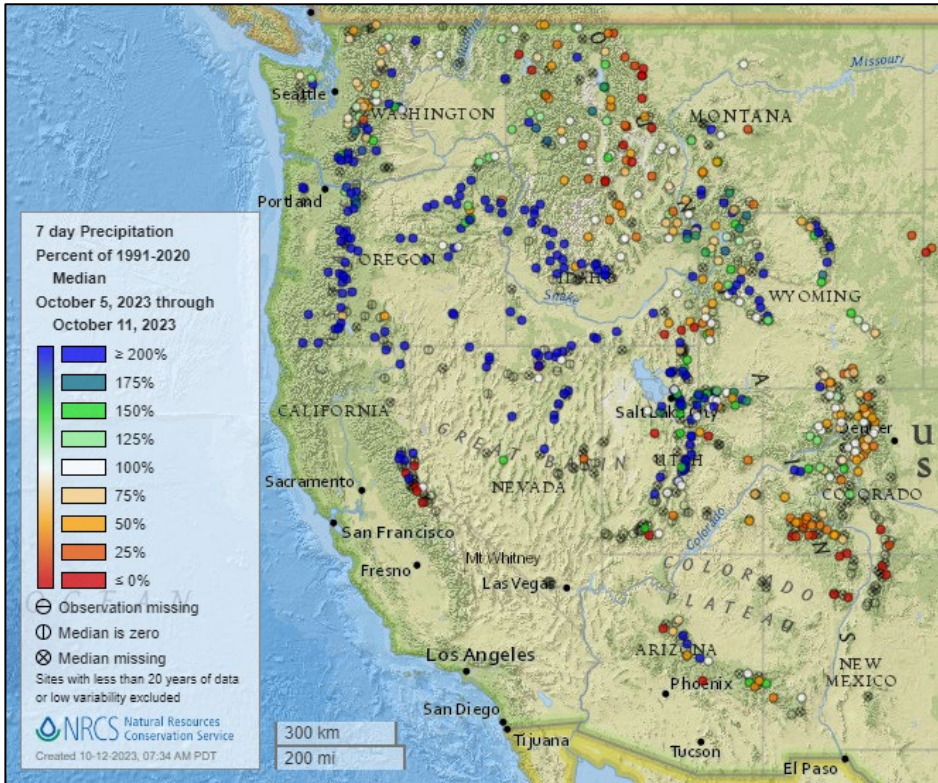 7 day Precipitation
Percent of 1991-2020
Median
October 5, 2023 through
October 11, 2023
≥ 200%
175%
150%
125%
100%
75%
50%
25%
≤ 0%
Observation missing
Median is zero
Median missing
Sites with less than 20 years of data
or low variability excluded
NRCS Natural Resources
Conservation Service
Created 10-12-2023, 07:34 AM PDT
Seattle
WASHINGTON
MONTANA
Missouri
Portland
OREGON
IDAHO
Snake
WYOMING
CALIFORNIA
Salt Lake City
GREAT BASIN
NEVADA
UTAH
Denver
COLORADO
Colorado
Sacramento
San Francisco
Fresno
Mt Whitney
Las Vegas
COLORADO
PLATEAU
OCEAN
Los Angeles
ARIZONA
Phoenix
NEW
MEXICO
San Diego
Tijuana
Tucson
El Paso
300 km
200 mi
U
S